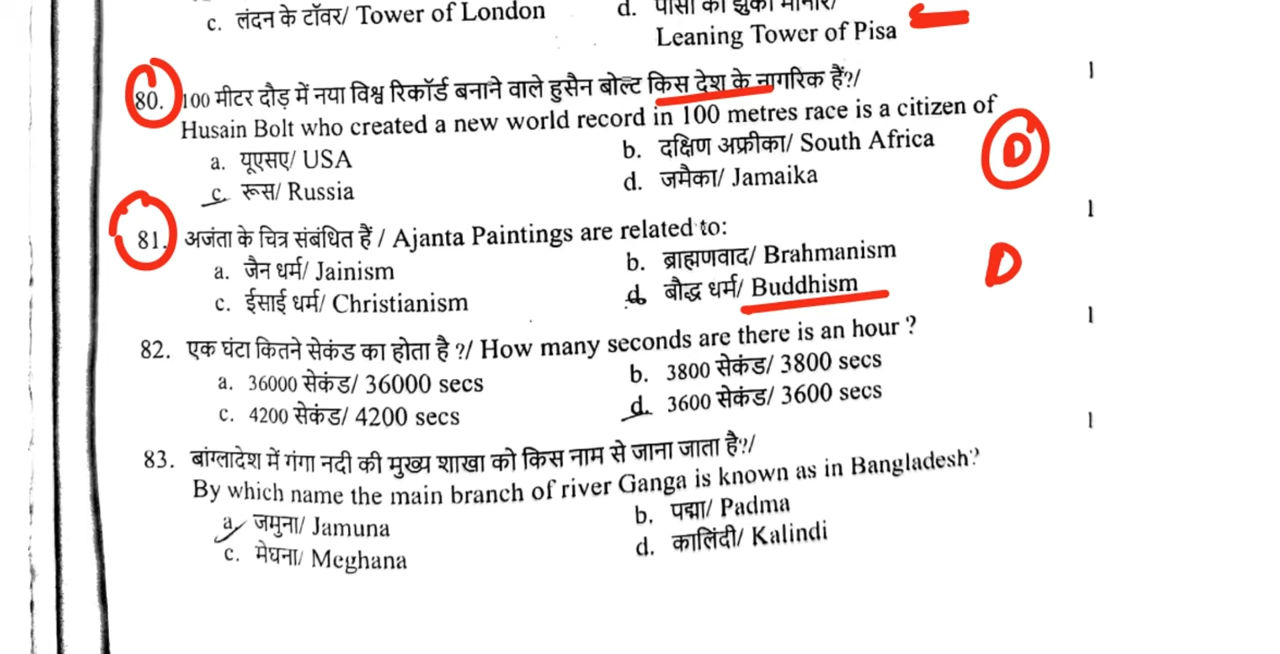 c. लंदन के टॉवर/ Tower of London
d. पीसा की झुकी मीनार/
Leaning Tower of Pisa
80. 100 मीटर दौड़ में नया विश्व रिकॉर्ड बनाने वाले हुसैन बोल्ट किस देश के नागरिक हैं?/ 1
Husain Bolt who created a new world record in 100 metres race is a citizen of
a. यूएसए/ USA b. दक्षिण अफ्रीका/ South Africa D
c. रूस/ Russia d. जमैका/ Jamaika
81. अजंता के चित्र संबंधित हैं / Ajanta Paintings are related to: 1
a. जैन धर्म/ Jainism b. ब्राह्मणवाद/ Brahmanism D
c. ईसाई धर्म/ Christianism d. बौद्ध धर्म/ Buddhism
82. एक घंटा कितने सेकंड का होता है ?/ How many seconds are there is an hour ? 1
a. 36000 सेकंड/ 36000 secs b. 3800 सेकंड/ 3800 secs
c. 4200 सेकंड/ 4200 secs d. 3600 सेकंड/ 3600 secs
83. बांग्लादेश में गंगा नदी की मुख्य शाखा को किस नाम से जाना जाता है?/ 1
By which name the main branch of river Ganga is known as in Bangladesh?
a. जमुना/ Jamuna b. पद्मा/ Padma
c. मेघना/ Meghana d. कालिंदी/ Kalindi